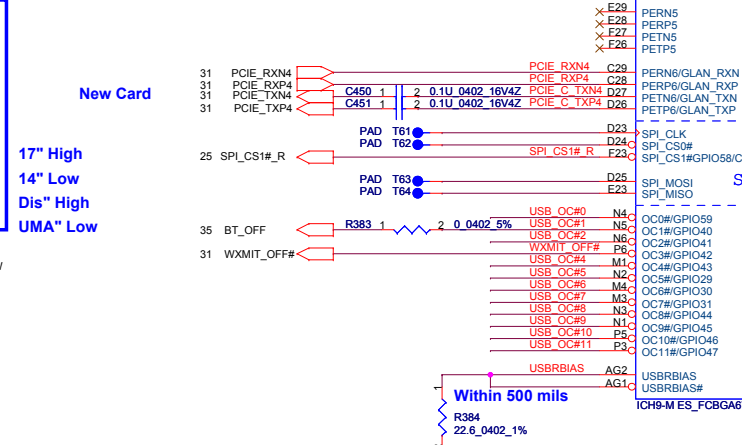 E29 PERN5
E28 PERP5
F27 PETN5
F26 PETP5
31 PCIE_RXN4 PCIE_RXN4 C29 PERN6/GLAN_RXN
31 PCIE_RXP4 PCIE_RXP4 C28 PERP6/GLAN_RXP
New Card 31 PCIE_TXN4 C450 1 2 0.1U_0402_16V4Z PCIE_C_TXN4 D27 PETN6/GLAN_TXN
31 PCIE_TXP4 C451 1 2 0.1U_0402_16V4Z PCIE_C_TXP4 D26 PETP6/GLAN_TXP
PAD T61 D23 SPI_CLK
PAD T62 D24 SPI_CS0#
17" High 25 SPI_CS1#_R SPI_CS1#_R F23 SPI_CS1#GPIO58/C
14" Low PAD T63 D25 SPI_MOSI S
PAD T64 E23 SPI_MISO
Dis" High
USB_OC#0 N4 OC0#/GPIO59
UMA" Low 35 BT_OFF R383 1 2 0_0402_5% USB_OC#1 N5 OC1#/GPIO40
USB_OC#2 N6 OC2#/GPIO41
31 WXMIT_OFF# WXMIT_OFF# P6 OC3#/GPIO42
USB_OC#4 M1 OC4#/GPIO43
USB_OC#5 N2 OC5#/GPIO29
USB_OC#6 M4 OC6#/GPIO30
USB_OC#7 M3 OC7#/GPIO31
USB_OC#8 N3 OC8#/GPIO44
USB_OC#9 N1 OC9#/GPIO45
USB_OC#10 P5 OC10#/GPIO46
USB_OC#11 P3 OC11#/GPIO47
USBRBIAS AG2 USBRBIAS
AG1 USBRBIAS#
1 Within 500 mils ICH9-M ES_FCBGA6
R384
22.6_0402_1%